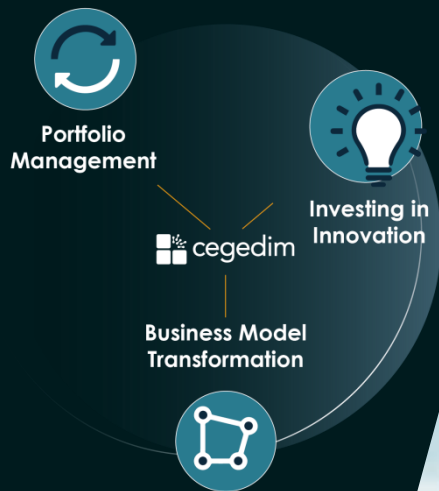 Portfolio
Management
Investing in
Innovation
cegedim
Business Model
Transformation